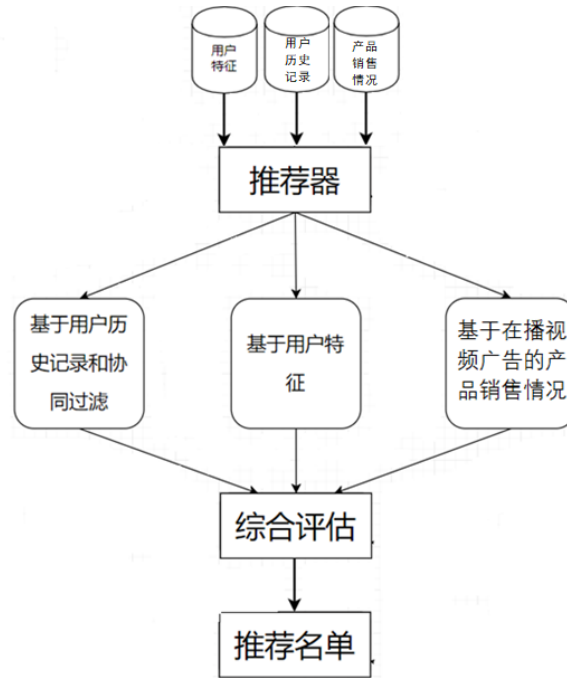 用户
特征
用户
历史
记录
产品
销售
情况
推荐器
基于用户历
史记录和协
同过滤
基于用户特
征
基于在播视
频广告的产
品销售情况
综合评估
推荐名单